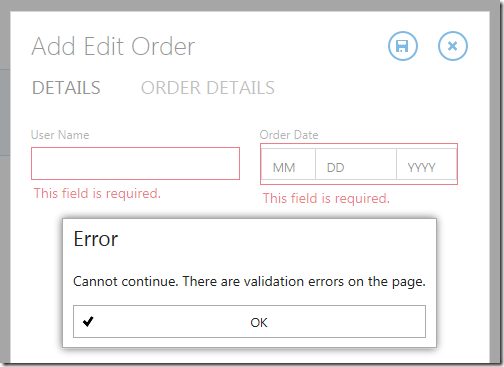 Add Edit Order
DETAILS ORDER DETAILS
User Name Order Date
MM DD YYYY
This field is required. This field is required.
Error
Cannot continue. There are validation errors on the page.
OK